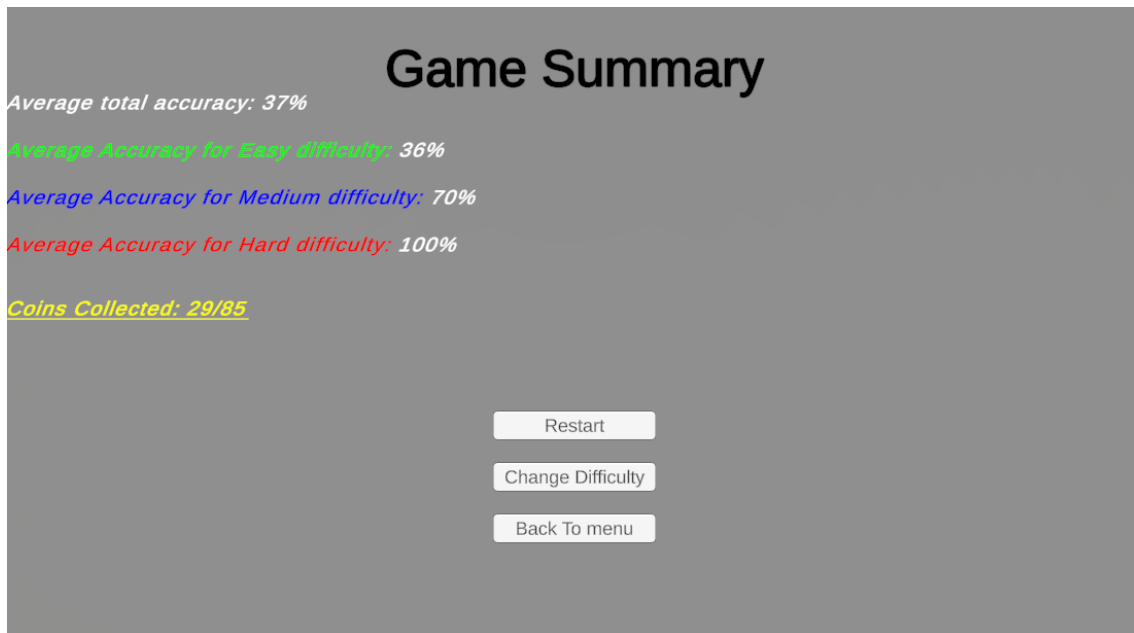 Game Summary
Average total accuracy: 37%
Average Accuracy for Easy difficulty: 36%
Average Accuracy for Medium difficulty: 70%
Average Accuracy for Hard difficulty: 100%
Coins Collected: 29/85
Restart
Change Difficulty
Back To menu